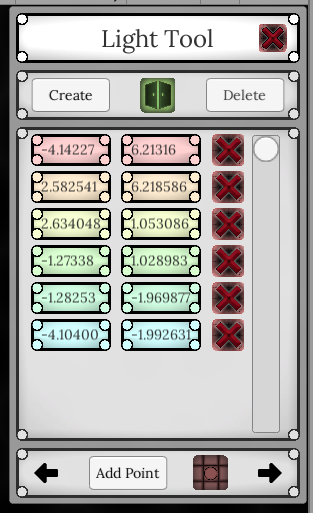 Light Tool
Create Delete
-4.14227 6.21316
2.582541 6.218586
2.634048 1.053086
-1.27338 1.028983
-1.28253 -1.969877
-4.10400 -1.992631
Add Point